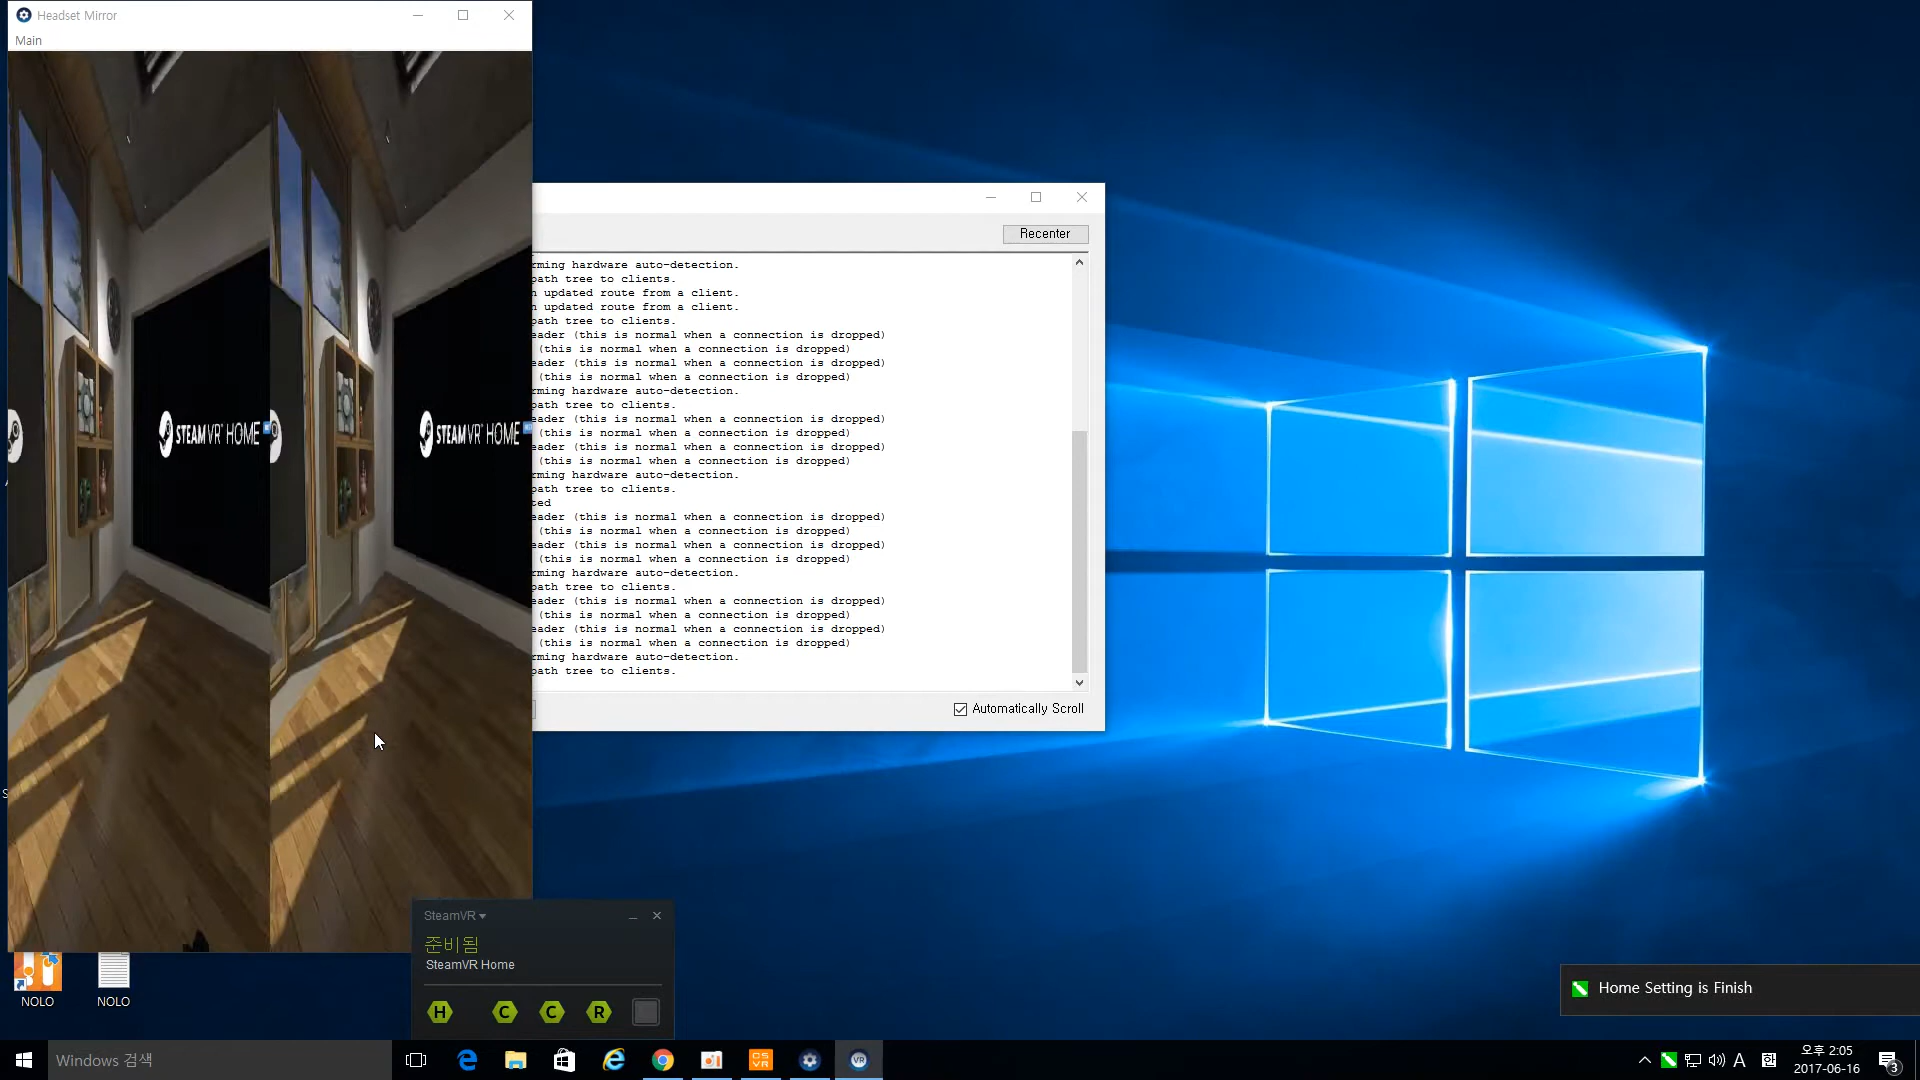 Headset Mirror
Main
STEAMVR HOME
STEAMVR HOME
Recenter
rming hardware auto-detection.
path tree to clients.
n updated route from a client.
n updated route from a client.
path tree to clients.
eader (this is normal when a connection is dropped)
(this is normal when a connection is dropped)
eader (this is normal when a connection is dropped)
(this is normal when a connection is dropped)
rming hardware auto-detection.
path tree to clients.
eader (this is normal when a connection is dropped)
(this is normal when a connection is dropped)
eader (this is normal when a connection is dropped)
(this is normal when a connection is dropped)
rming hardware auto-detection.
path tree to clients.
ted
eader (this is normal when a connection is dropped)
(this is normal when a connection is dropped)
eader (this is normal when a connection is dropped)
(this is normal when a connection is dropped)
rming hardware auto-detection.
path tree to clients.
eader (this is normal when a connection is dropped)
(this is normal when a connection is dropped)
eader (this is normal when a connection is dropped)
(this is normal when a connection is dropped)
rming hardware auto-detection.
path tree to clients.
Automatically Scroll
SteamVR
준비됨
SteamVR Home
H C C R
NOLO
NOLO
Home Setting is Finish
Windows 검색
CS VR
VR
A
한
오후 2:05
2017-06-16
3